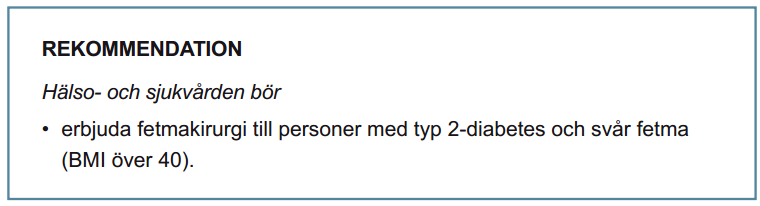 REKOMMENDATION
Hälso- och sjukvården bör
• erbjuda fetmakirurgi till personer med typ 2-diabetes och svår fetma
(BMI över 40).